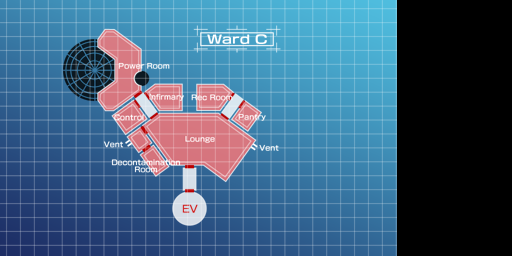 Ward C
Power Room
Infirmary
Rec Room
Control
Pantry
Lounge
Vent
Vent
Decontamination
Room
EV